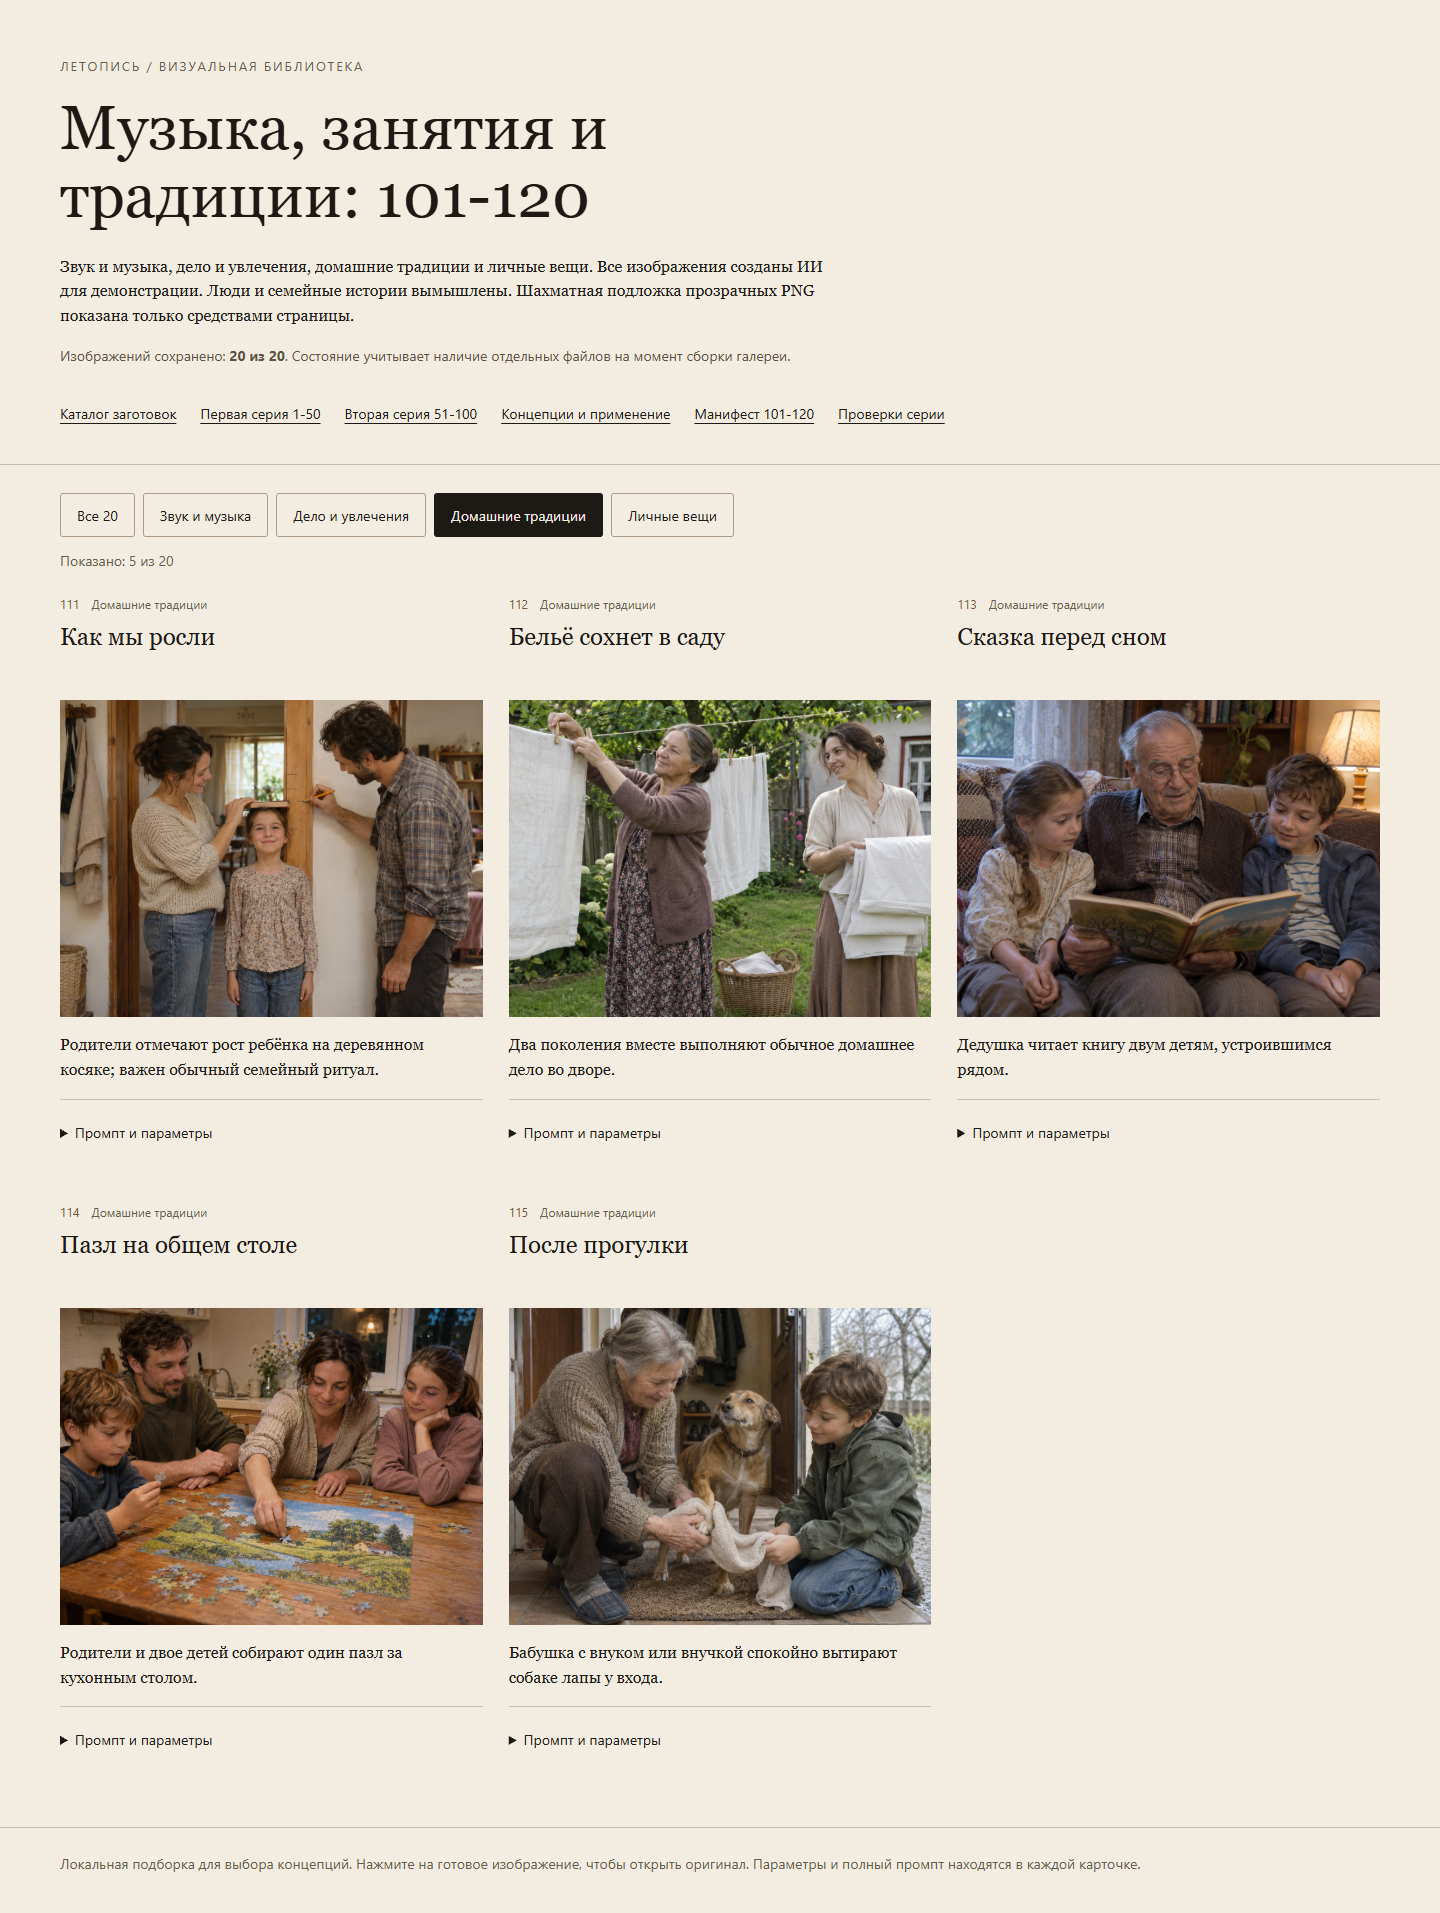 ЛЕТОПИСЬ / ВИЗУАЛЬНАЯ БИБЛИОТЕКА
Музыка, занятия и
традиции: 101-120
Звук и музыка, дело и увлечения, домашние традиции и личные вещи. Все изображения созданы ИИ
для демонстрации. Люди и семейные истории вымышлены. Шахматная подложка прозрачных PNG
показана только средствами страницы.
Изображений сохранено: 20 из 20. Состояние учитывает наличие отдельных файлов на момент сборки галереи.
Каталог заготовок Первая серия 1-50 Вторая серия 51-100 Концепции и применение Манифест 101-120 Проверки серии
Все 20 Звук и музыка Дело и увлечения Домашние традиции Личные вещи
Показано: 5 из 20
111 Домашние традиции
Как мы росли
Родители отмечают рост ребёнка на деревянном
косяке; важен обычный семейный ритуал.
▶ Промпт и параметры
112 Домашние традиции
Бельё сохнет в саду
Два поколения вместе выполняют обычное домашнее
дело во дворе.
▶ Промпт и параметры
113 Домашние традиции
Сказка перед сном
Дедушка читает книгу двум детям, устроившимся
рядом.
▶ Промпт и параметры
114 Домашние традиции
Пазл на общем столе
Родители и двое детей собирают один пазл за
кухонным столом.
▶ Промпт и параметры
115 Домашние традиции
После прогулки
Бабушка с внуком или внучкой спокойно вытирают
собаке лапы у входа.
▶ Промпт и параметры
Локальная подборка для выбора концепций. Нажмите на готовое изображение, чтобы открыть оригинал. Параметры и полный промпт находятся в каждой карточке.